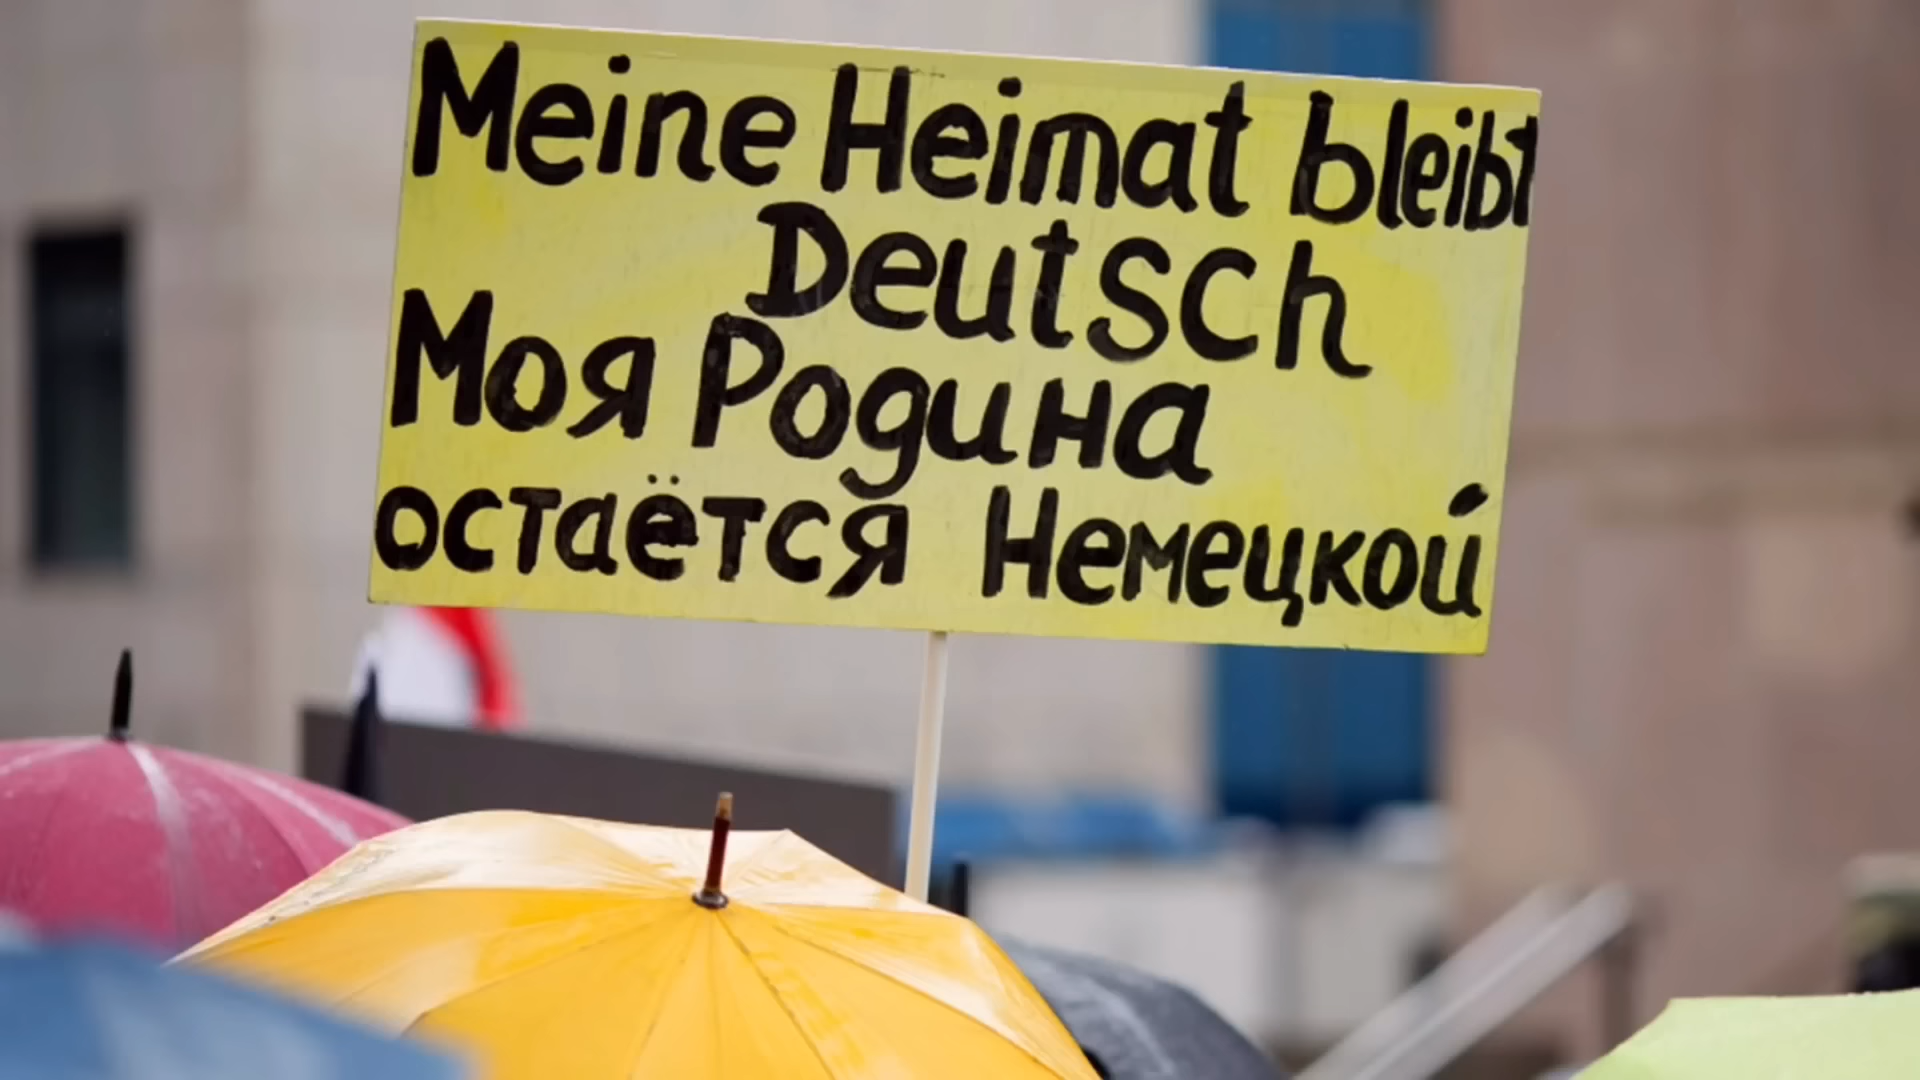 Meine Heimat bleibt
Deutsch
Моя Родина
остаётся Немецкой